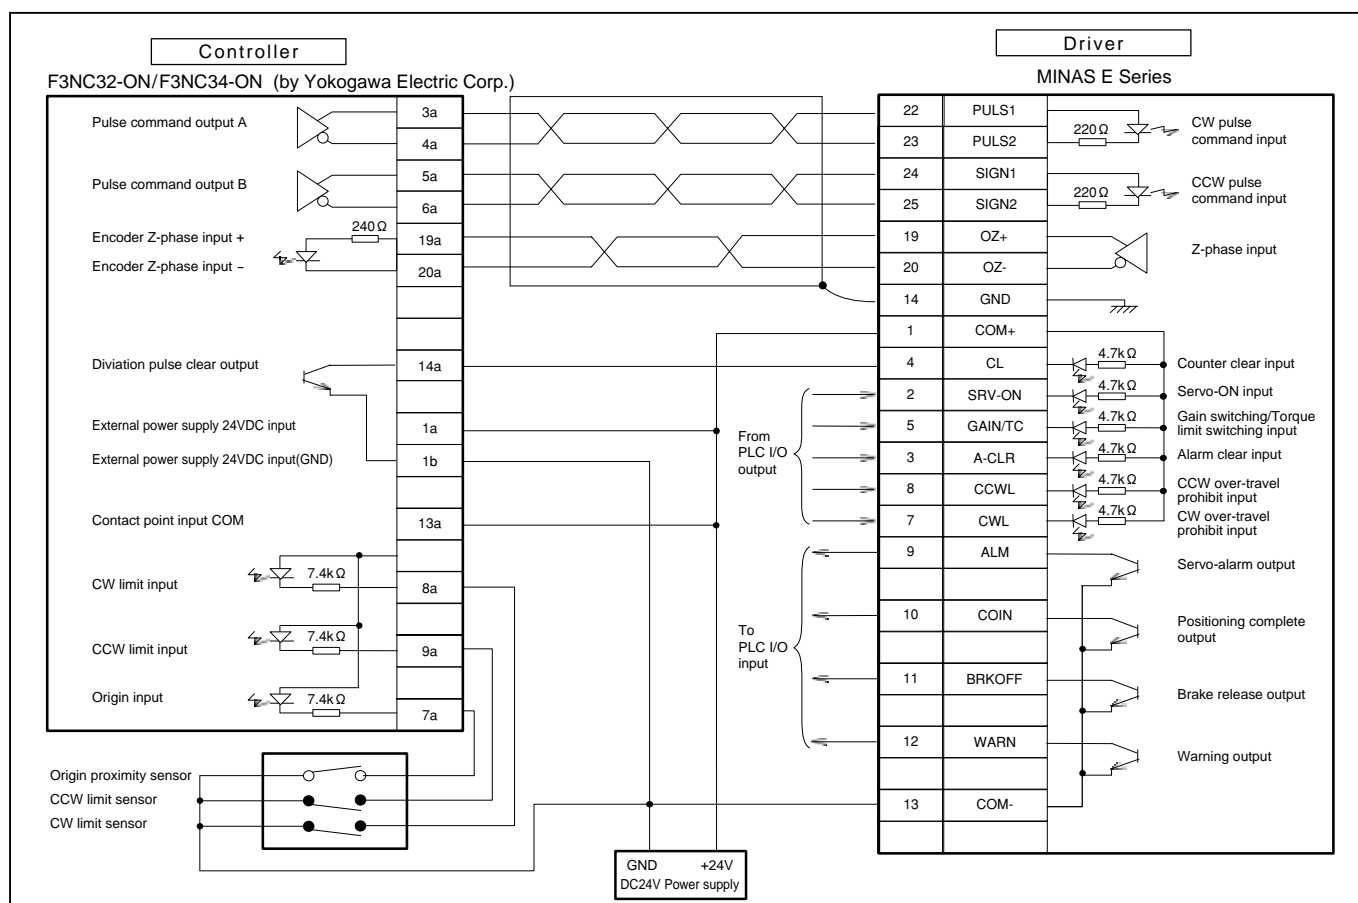 Controller
F3NC32-ON/F3NC34-ON (by Yokogawa Electric Corp.)
Driver
MINAS E Series
Pulse command output A
3a
4a
Pulse command output B
5a
6a
240Ω
Encoder Z-phase input +
19a
Encoder Z-phase input –
20a
Diviation pulse clear output
14a
External power supply 24VDC input
1a
External power supply 24VDC input(GND)
1b
Contact point input COM
13a
CW limit input
7.4kΩ
8a
CCW limit input
7.4kΩ
9a
Origin input
7.4kΩ
7a
Origin proximity sensor
CCW limit sensor
CW limit sensor
GND +24V
DC24V Power supply
From
PLC I/O
output
To
PLC I/O
input
22 PULS1
220Ω
CW pulse
command input
23 PULS2
24 SIGN1
220Ω
CCW pulse
command input
25 SIGN2
19 OZ+
Z-phase input
20 OZ-
14 GND
1 COM+
4 CL 4.7kΩ Counter clear input
2 SRV-ON 4.7kΩ Servo-ON input
5 GAIN/TC 4.7kΩ Gain switching/Torque
limit switching input
3 A-CLR 4.7kΩ Alarm clear input
8 CCWL 4.7kΩ CCW over-travel
prohibit input
7 CWL 4.7kΩ CW over-travel
prohibit input
9 ALM Servo-alarm output
10 COIN Positioning complete
output
11 BRKOFF Brake release output
12 WARN Warning output
13 COM-